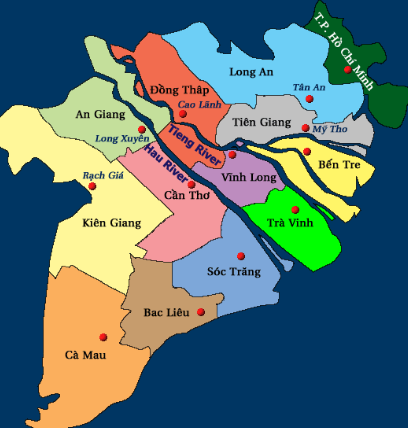 T.P. Hồ Chí Minh
Long An
Đồng Thâp
Tân An
Cao Lãnh
An Giang
Tiên Giang
Mỹ Tho
Long Xuyên
Tieng River
Hau River
Bến Tre
Rạch Giá
Vĩnh Long
Cần Thơ
Kiên Giang
Trà Vinh
Sóc Trăng
Bac Liêu
Cà Mau